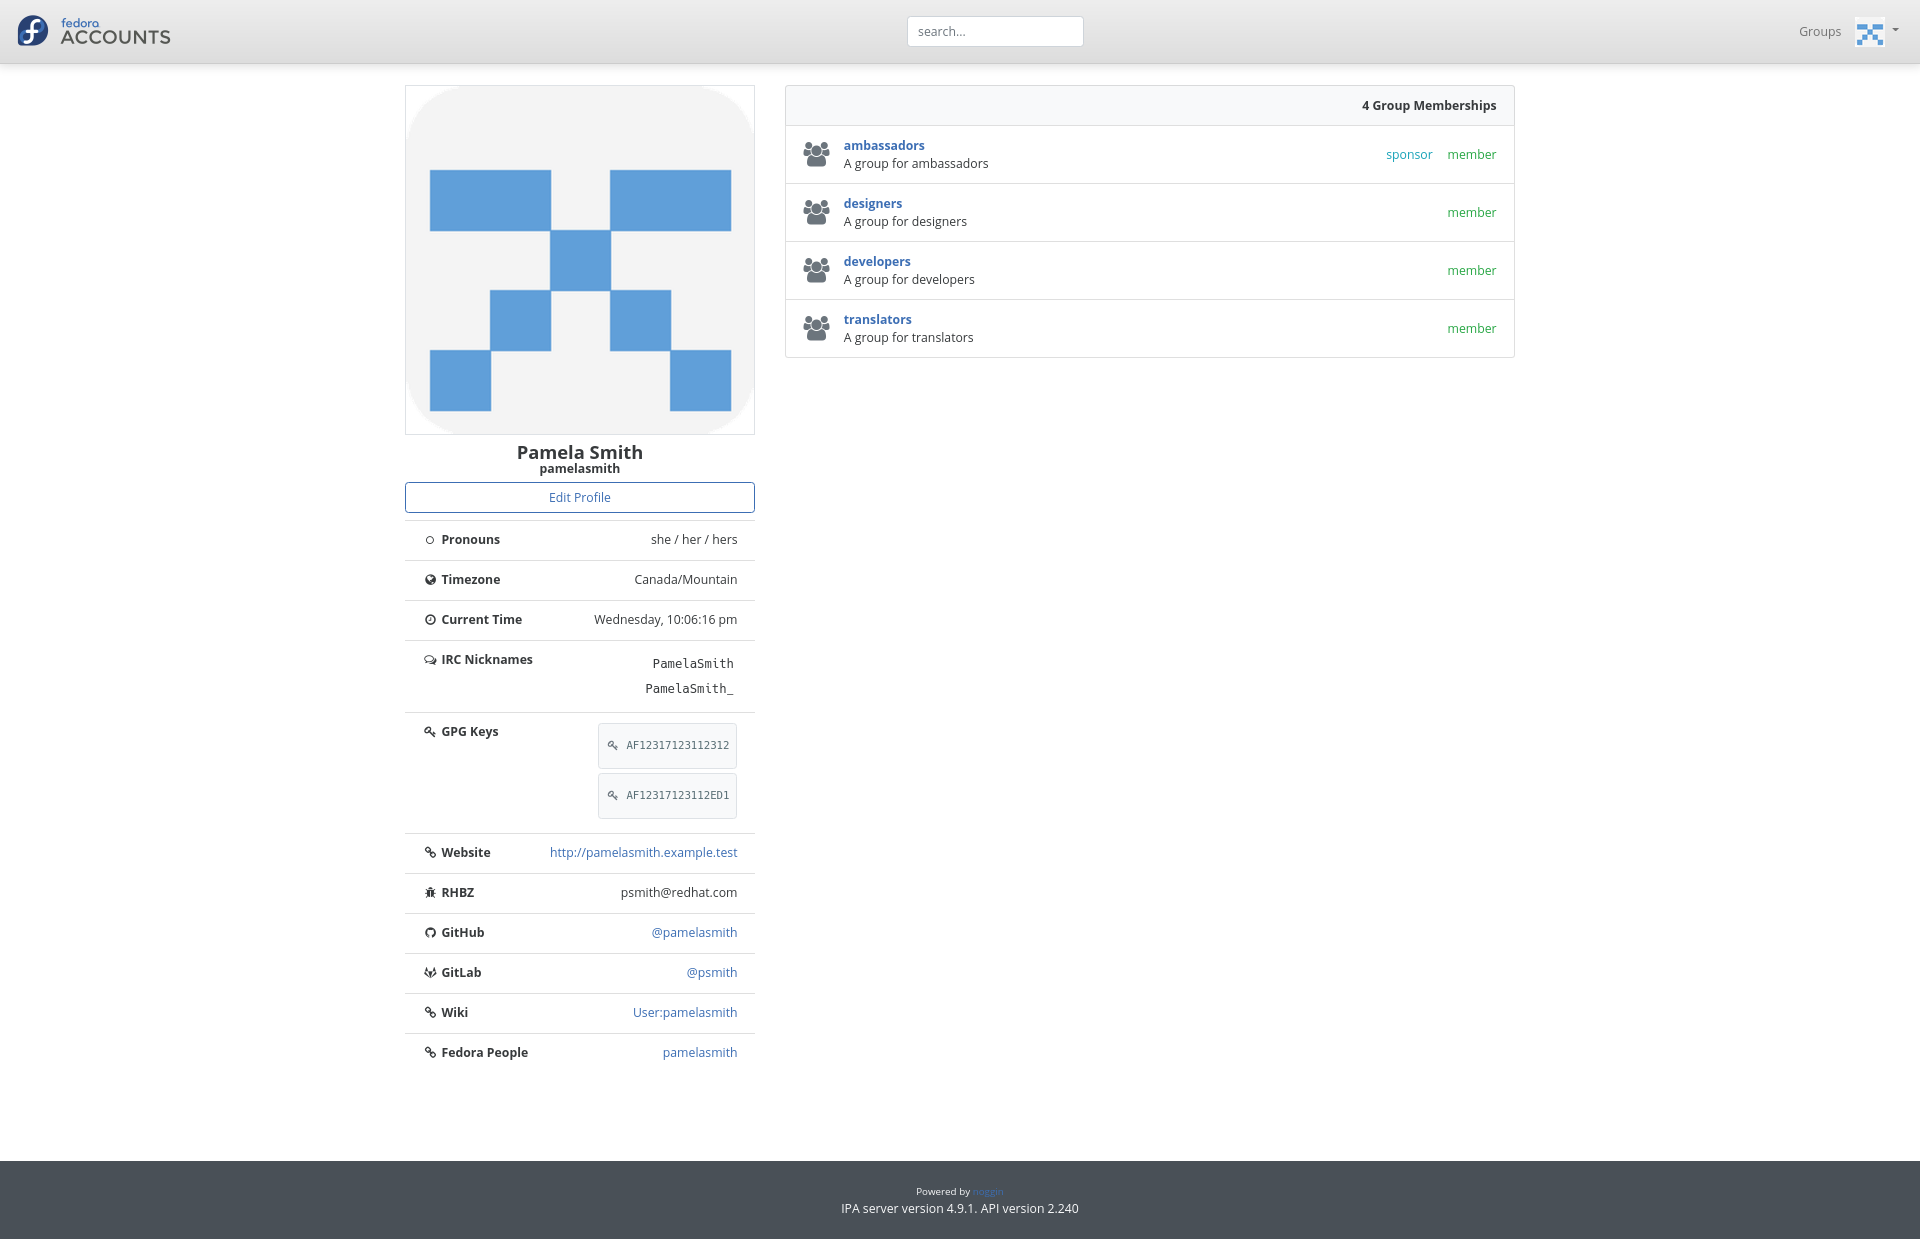 fedora
ACCOUNTS
search...
Groups
Pamela Smith
pamelasmith
Edit Profile
Pronouns she / her / hers
Timezone Canada/Mountain
Current Time Wednesday, 10:06:16 pm
IRC Nicknames PamelaSmith
PamelaSmith_
GPG Keys AF12317123112312
AF12317123112ED1
Website http://pamelasmith.example.test
RHBZ psmith@redhat.com
GitHub @pamelasmith
GitLab @psmith
Wiki User:pamelasmith
Fedora People pamelasmith
4 Group Memberships
ambassadors
A group for ambassadors
sponsor member
designers
A group for designers
member
developers
A group for developers
member
translators
A group for translators
member
Powered by noggin
IPA server version 4.9.1. API version 2.240